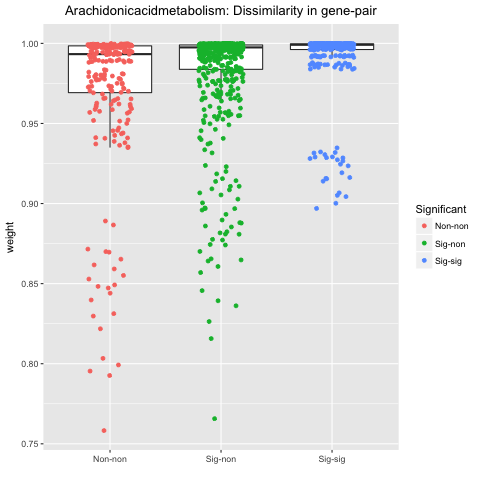 Arachidonicacidmetabolism: Dissimilarity in gene-pair
1.00
0.95
0.90
0.85
0.80
0.75
weight
Non-non
Sig-non
Sig-sig
Significant
Non-non
Sig-non
Sig-sig